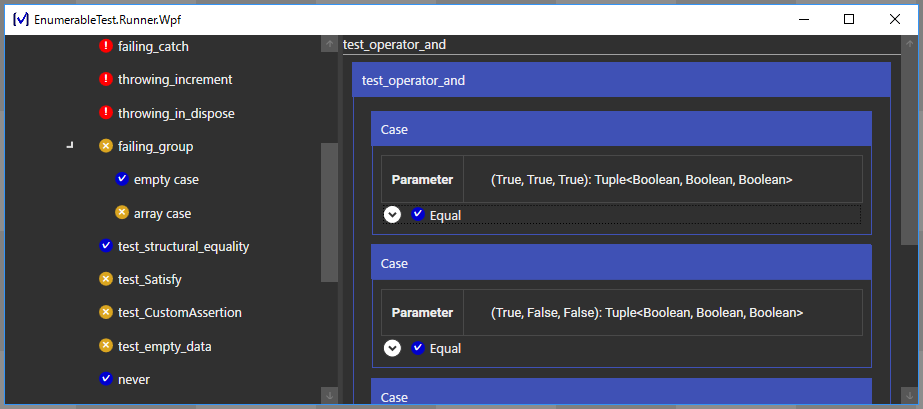 EnumerableTest.Runner.Wpf
failing_catch
throwing_increment
throwing_in_dispose
failing_group
empty case
array case
test_structural_equality
test_Satisfy
test_CustomAssertion
test_empty_data
never
test_operator_and
test_operator_and
Case
Parameter (True, True, True): Tuple<Boolean, Boolean, Boolean>
Equal
Case
Parameter (True, False, False): Tuple<Boolean, Boolean, Boolean>
Equal
Case